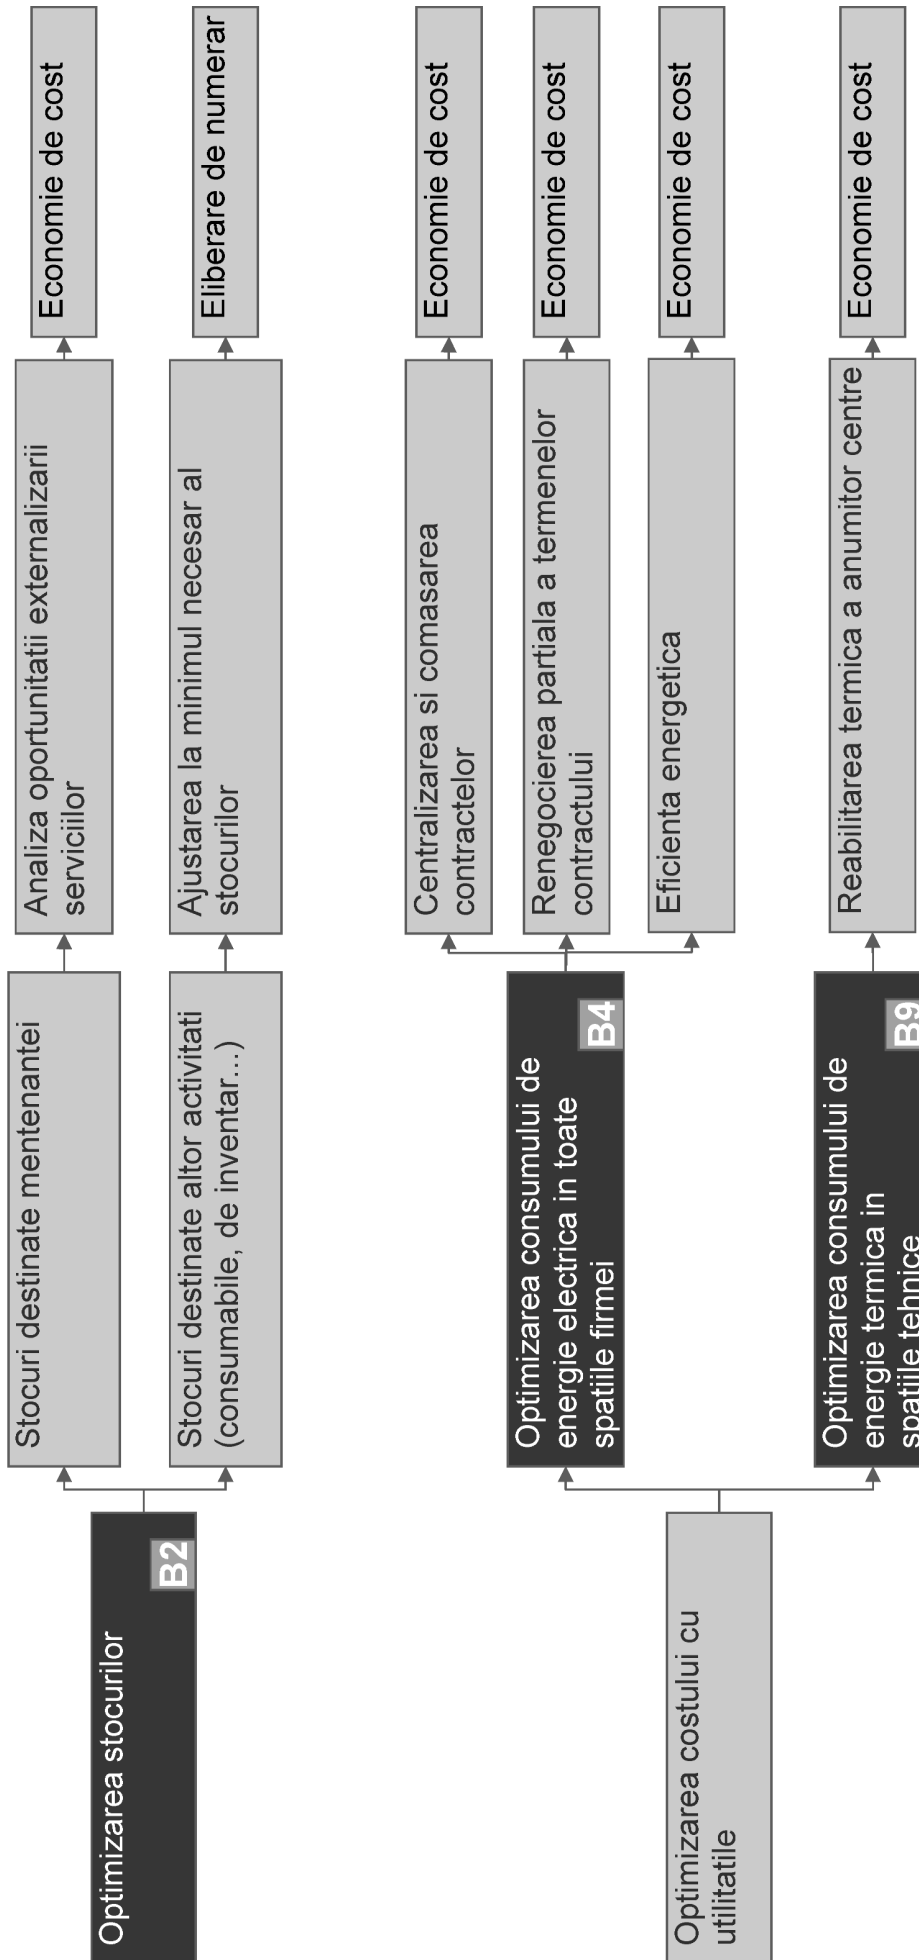 Optimizarea stocurilor
B2
Stocuri destinate mentenantei
Analiza oportunitatii externalizarii
serviciilor
Economie de cost
Stocuri destinate altor activitati
(consumabile, de inventar...)
Ajustarea la minimul necesar al
stocurilor
Eliberare de numerar
Optimizarea costului cu
utilitatile
Optimizarea consumului de
energie electrica in toate
spatiile firmei
B4
Centralizarea si comasarea
contractelor
Economie de cost
Renegocierea partiala a termenelor
contractului
Economie de cost
Eficienta energetica
Economie de cost
Optimizarea consumului de
energie termica in
spatiile tehnice
B9
Reabilitarea termica a anumitor centre
Economie de cost